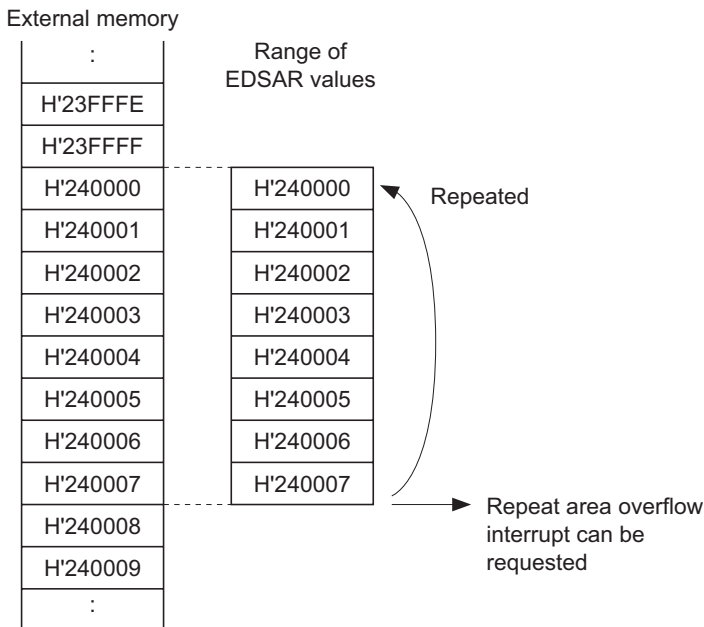 External memory
:
H'23FFFE
H'23FFFF
H'240000
H'240001
H'240002
H'240003
H'240004
H'240005
H'240006
H'240007
H'240008
H'240009
:
Range of
EDSAR values
H'240000
H'240001
H'240002
H'240003
H'240004
H'240005
H'240006
H'240007
Repeated
Repeat area overflow
interrupt can be
requested